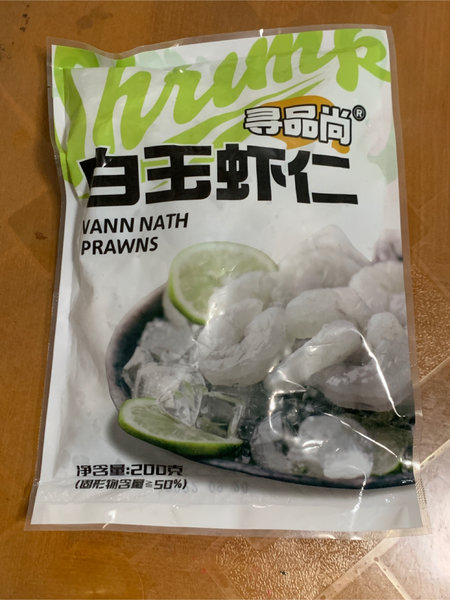 Shrimp
寻品尚®
白玉虾仁
VANN NATH
PRAWNS
净含量:200克
(固形物含量≥50%)